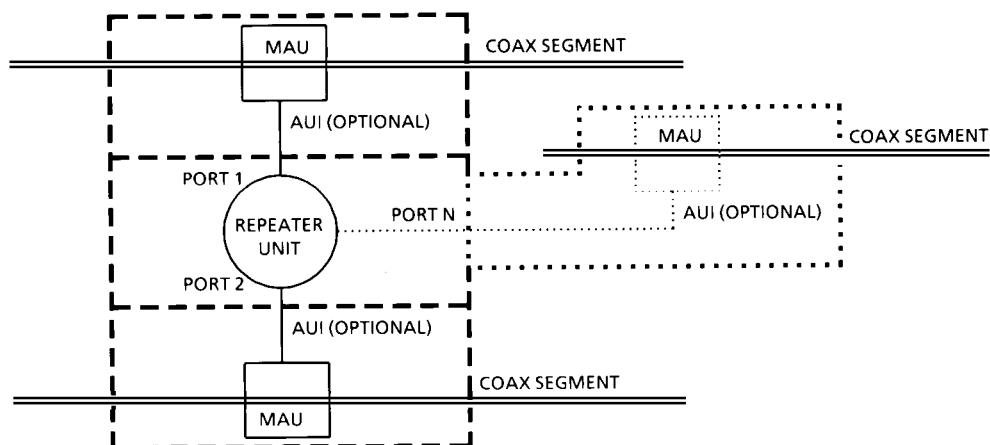 MAU
COAX SEGMENT
AUI (OPTIONAL)
MAU
COAX SEGMENT
PORT 1
PORT N
AUI (OPTIONAL)
REPEATER
UNIT
PORT 2
AUI (OPTIONAL)
COAX SEGMENT
MAU